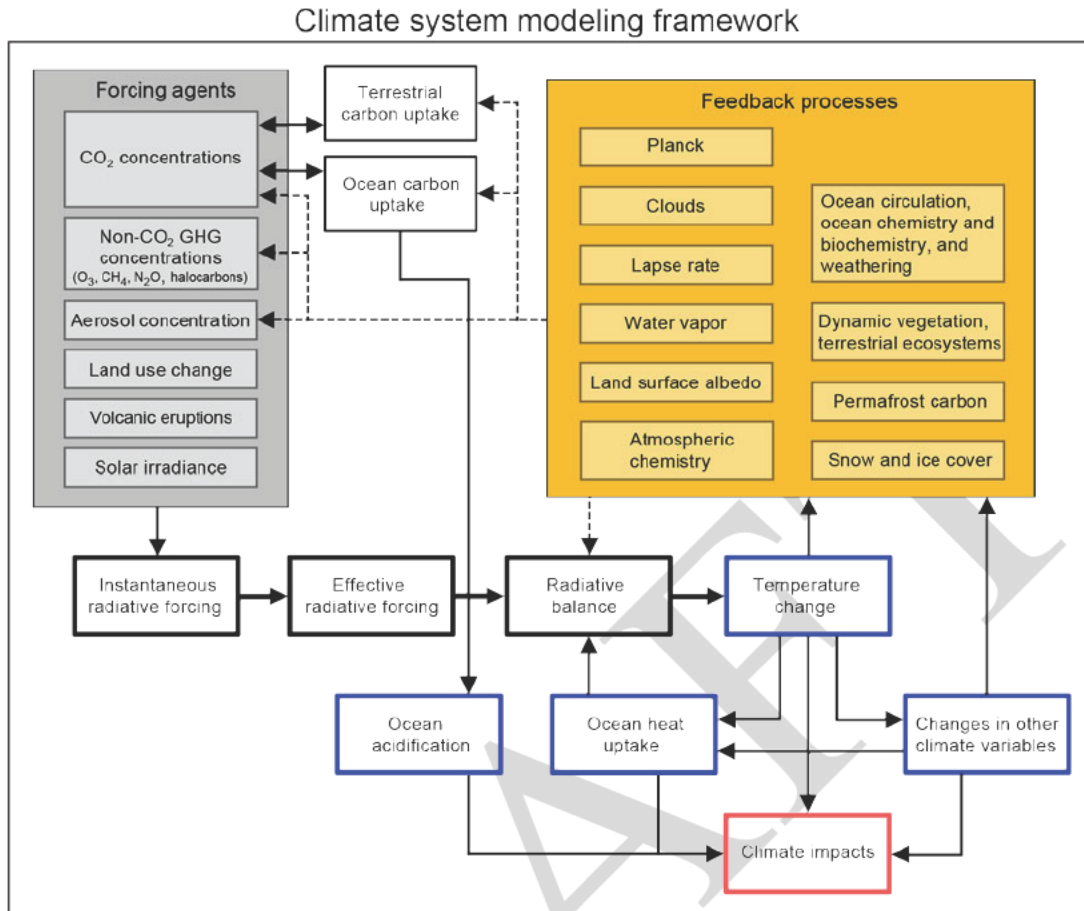 Climate system modeling framework
Forcing agents
CO₂ concentrations
Non-CO₂ GHG
concentrations
(O₃, CH₄, N₂O, halocarbons)
Aerosol concentration
Land use change
Volcanic eruptions
Solar irradiance
Terrestrial
carbon uptake
Ocean carbon
uptake
Feedback processes
Planck
Clouds
Lapse rate
Water vapor
Land surface albedo
Atmospheric
chemistry
Ocean circulation,
ocean chemistry and
biochemistry, and
weathering
Dynamic vegetation,
terrestrial ecosystems
Permafrost carbon
Snow and ice cover
Instantaneous
radiative forcing
Effective
radiative forcing
Radiative
balance
Temperature
change
Ocean
acidification
Ocean heat
uptake
Changes in other
climate variables
Climate impacts
AFT